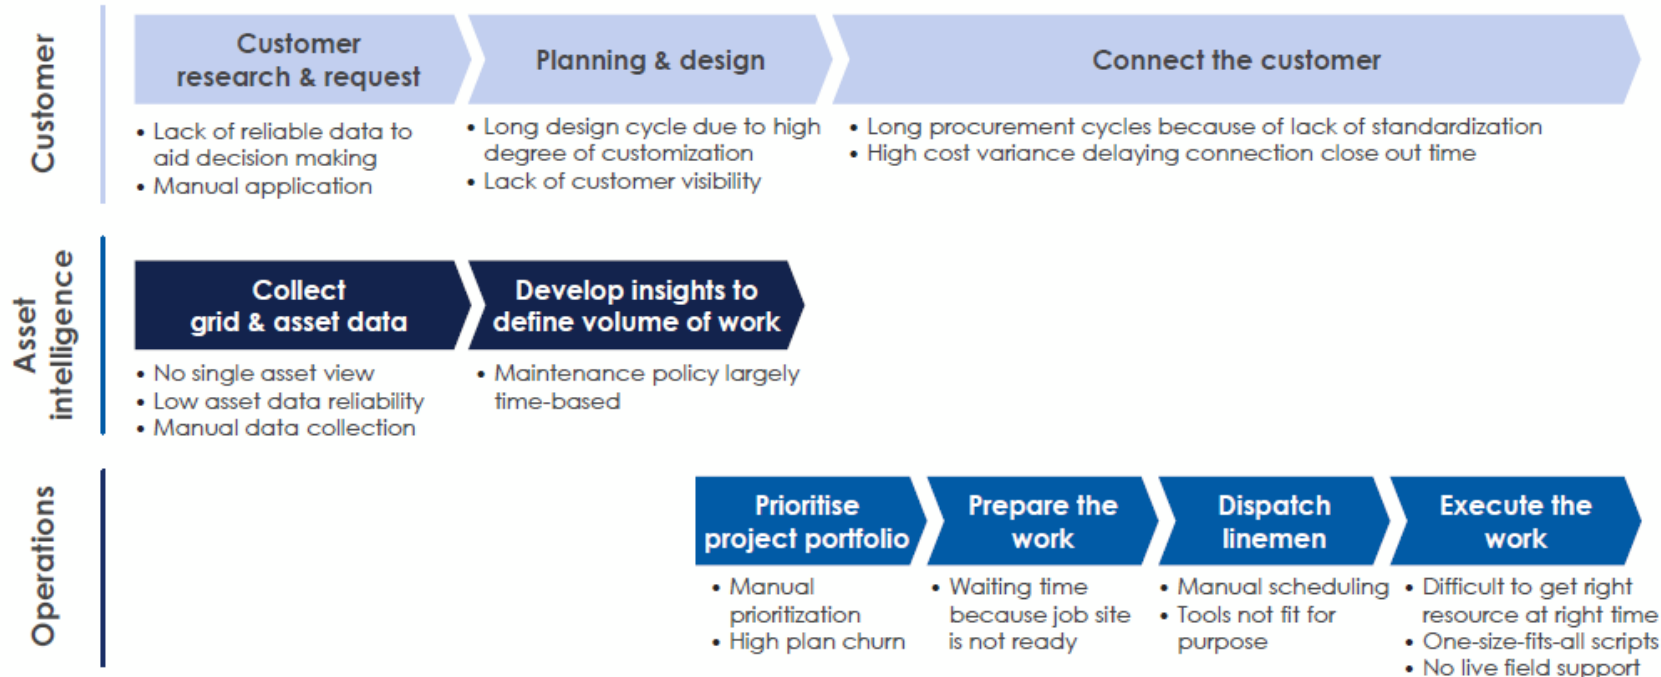 Customer
Customer
research & request
Planning & design
Connect the customer
• Lack of reliable data to
aid decision making
• Manual application
• Long design cycle due to high
degree of customization
• Lack of customer visibility
• Long procurement cycles because of lack of standardization
• High cost variance delaying connection close out time
Asset
intelligence
Collect
grid & asset data
Develop insights to
define volume of work
• No single asset view
• Low asset data reliability
• Manual data collection
• Maintenance policy largely
time-based
Operations
Prioritise
project portfolio
Prepare the
work
Dispatch
linemen
Execute the
work
• Manual
prioritization
• High plan churn
• Waiting time
because job site
is not ready
• Manual scheduling
• Tools not fit for
purpose
• Difficult to get right
resource at right time
• One-size-fits-all scripts
• No live field support